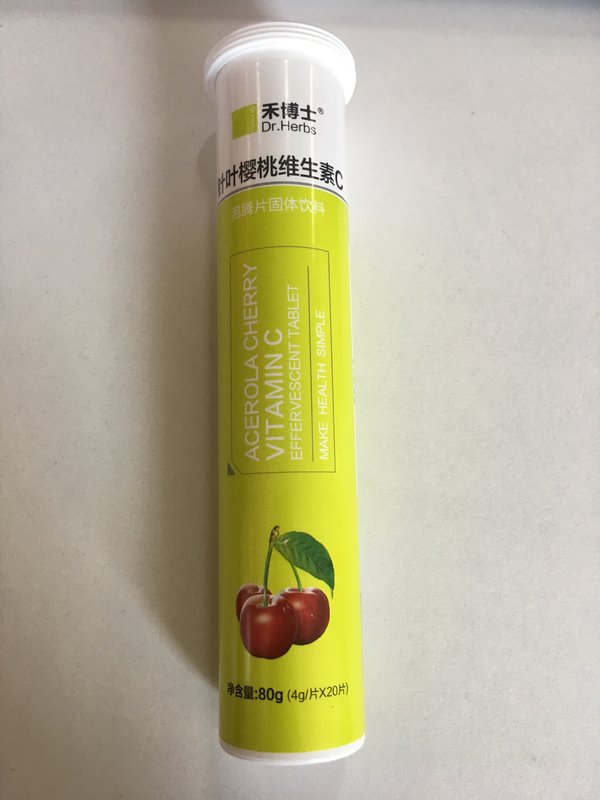 禾博士®
Dr.Herbs
针叶樱桃维生素C
泡腾片固体饮料
ACEROLA CHERRY
VITAMIN C
EFFERVESCENT TABLET
MAKE HEALTH SIMPLE
净含量:80g (4g/片X20片)